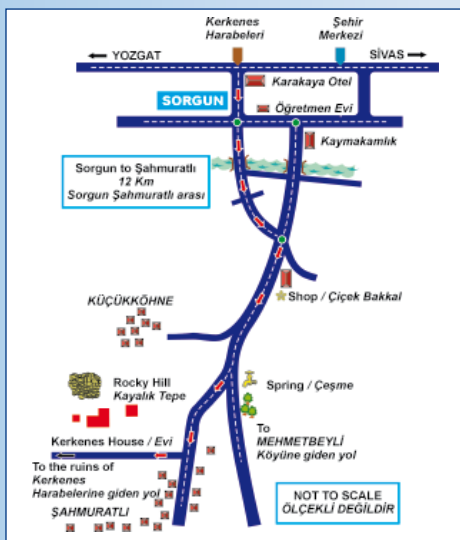 Kerkenes
Harabeleri
Şehir
Merkezi
YOZGAT
SİVAS
Karakaya Otel
SORGUN
Öğretmen Evi
Kaymakamlık
Sorgun to Şahmuratlı
12 Km
Sorgun Şahmuratlı arası
Shop / Çiçek Bakkal
KÜÇÜKKÖHNE
Rocky Hill
Kayalık Tepe
Spring / Çeşme
Kerkenes House / Evi
To
MEHMETBEYLİ
Köyüne giden yol
To the ruins of
Kerkenes
Harabelerine giden yol
ŞAHMURATLI
NOT TO SCALE
ÖLÇEKLİ DEĞİLDİR